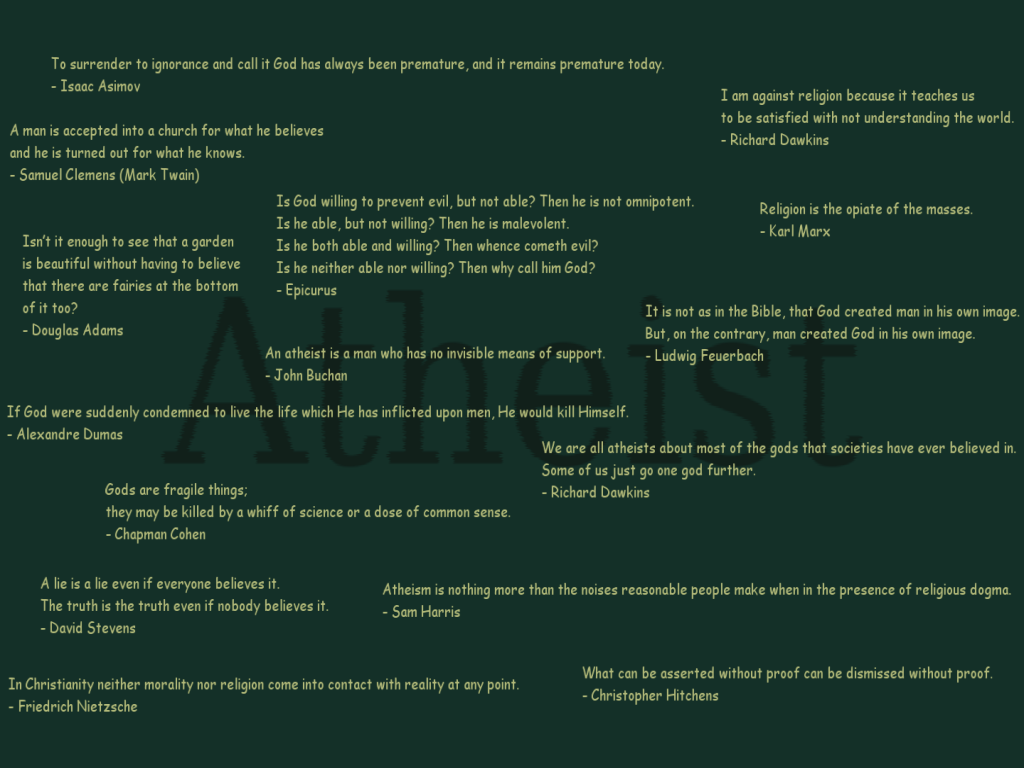 To surrender to ignorance and call it God has always been premature, and it remains premature today.
- Isaac Asimov
I am against religion because it teaches us
to be satisfied with not understanding the world.
- Richard Dawkins
A man is accepted into a church for what he believes
and he is turned out for what he knows.
- Samuel Clemens (Mark Twain)
Is God willing to prevent evil, but not able? Then he is not omnipotent.
Is he able, but not willing? Then he is malevolent.
Is he both able and willing? Then whence cometh evil?
Is he neither able nor willing? Then why call him God?
- Epicurus
Religion is the opiate of the masses.
- Karl Marx
Isn't it enough to see that a garden
is beautiful without having to believe
that there are fairies at the bottom
of it too?
- Douglas Adams
It is not as in the Bible, that God created man in his own image.
But, on the contrary, man created God in his own image.
- Ludwig Feuerbach
Atheist
An atheist is a man who has no invisible means of support.
- John Buchan
If God were suddenly condemned to live the life which He has inflicted upon men, He would kill Himself.
- Alexandre Dumas
We are all atheists about most of the gods that societies have ever believed in.
Some of us just go one god further.
- Richard Dawkins
Gods are fragile things;
they may be killed by a whiff of science or a dose of common sense.
- Chapman Cohen
A lie is a lie even if everyone believes it.
The truth is the truth even if nobody believes it.
- David Stevens
Atheism is nothing more than the noises reasonable people make when in the presence of religious dogma.
- Sam Harris
In Christianity neither morality nor religion come into contact with reality at any point.
- Friedrich Nietzsche
What can be asserted without proof can be dismissed without proof.
- Christopher Hitchens